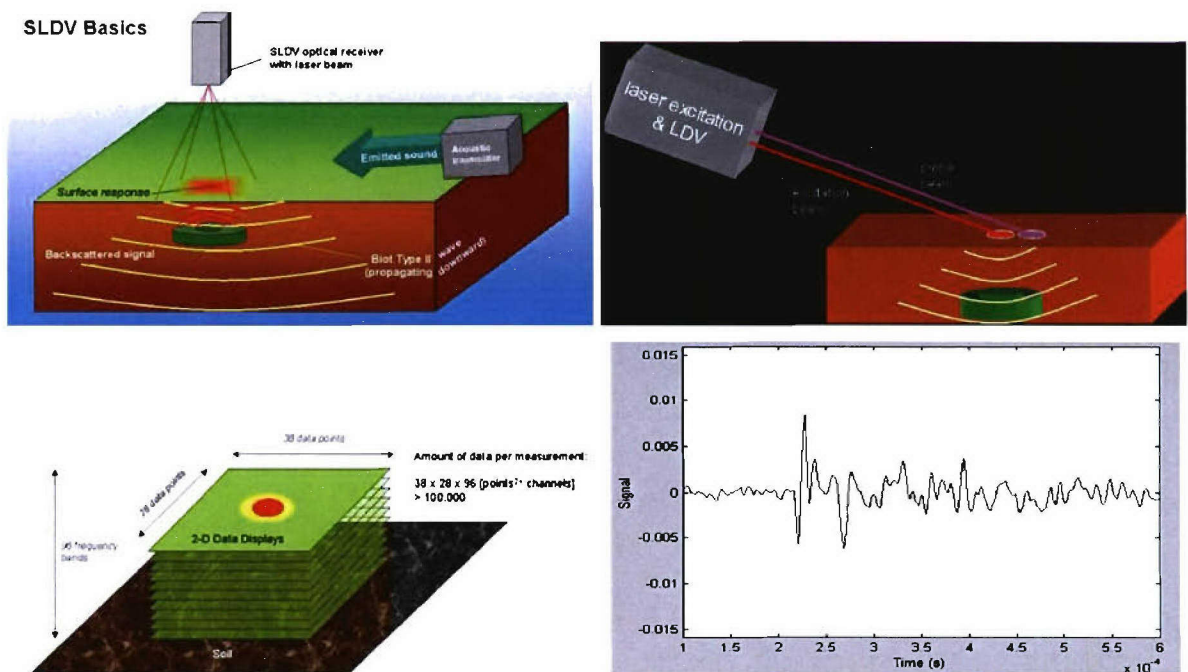 SLDV Basics
SLDV optical receiver
with laser beam
Emitted sound
Acoustic
transmitter
Surface response
Backscattered signal
Biot Type II wave
(propagating downward)
laser excitation
& LDV
beam
38 data points
28 data points
96 frequency
bands
2-D Data Displays
Soil
Amount of data per measurement:
38 x 28 x 96 [points²* channels]
> 100.000
Signal
0.015
0.01
0.005
0
-0.005
-0.01
-0.015
1
1.5
2
2.5
3
3.5
4
4.5
5
5.5
6
Time (s)
x 10⁻⁴